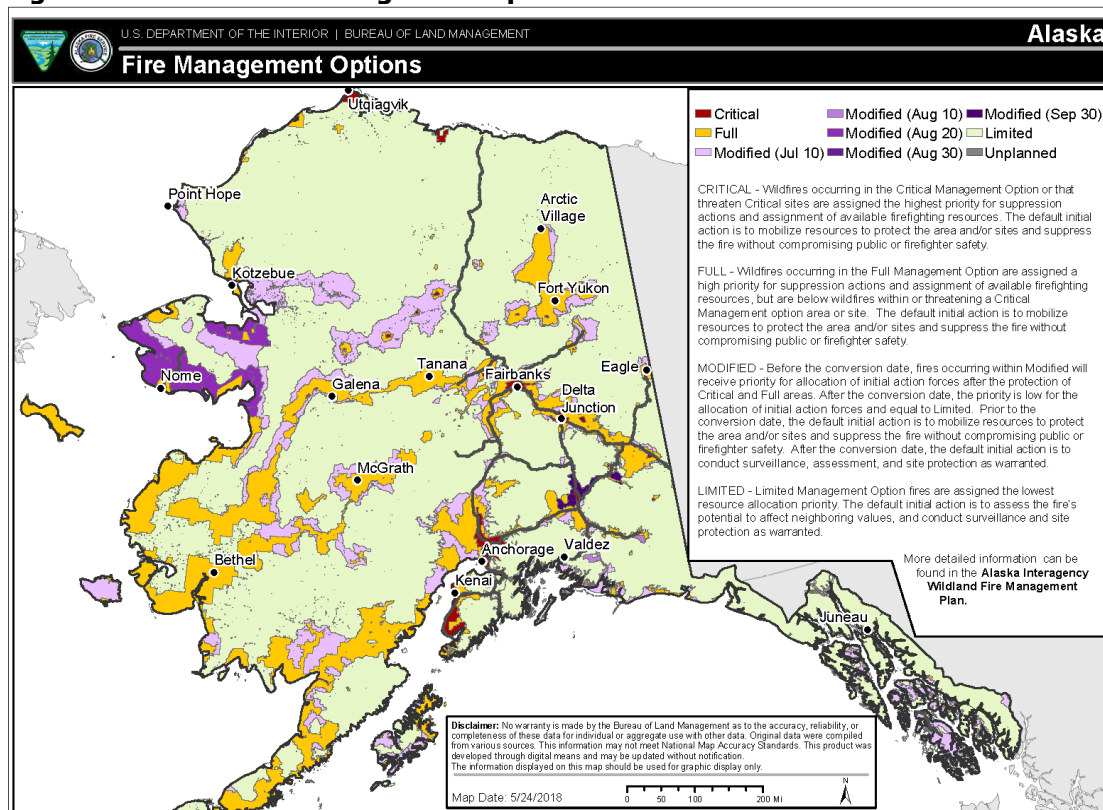 U.S. DEPARTMENT OF THE INTERIOR | BUREAU OF LAND MANAGEMENT
Alaska
Fire Management Options
Critical
Full
Modified (Jul 10)
Modified (Aug 10)
Modified (Aug 20)
Modified (Aug 30)
Modified (Sep 30)
Limited
Unplanned
CRITICAL - Wildfires occurring in the Critical Management Option or that
threaten Critical sites are assigned the highest priority for suppression
actions and assignment of available firefighting resources. The default initial
action is to mobilize resources to protect the area and/or sites and suppress
the fire without compromising public or firefighter safety.
FULL - Wildfires occurring in the Full Management Option are assigned a
high priority for suppression actions and assignment of available firefighting
resources, but are below wildfires within or threatening a Critical
Management option area or site. The default initial action is to mobilize
resources to protect the area and/or sites and suppress the fire without
compromising public or firefighter safety.
MODIFIED - Before the conversion date, fires occurring within Modified will
receive priority for allocation of initial action forces after the protection of
Critical and Full areas. After the conversion date, the priority is low for the
allocation of initial action forces and equal to Limited. Prior to the
conversion date, the default initial action is to mobilize resources to protect
the area and/or sites and suppress the fire without compromising public or
firefighter safety. After the conversion date, the default initial action is to
conduct surveillance, assessment, and site protection as warranted.
LIMITED - Limited Management Option fires are assigned the lowest
resource allocation priority. The default initial action is to assess the fire's
potential to affect neighboring values, and conduct surveillance and site
protection as warranted.
More detailed information can be
found in the Alaska Interagency
Wildland Fire Management
Plan.
Utqiagvik
Point Hope
Arctic
Village
Kotzebue
Fort Yukon
Tanana
Fairbanks
Eagle
Nome
Galena
Delta
Junction
McGrath
Bethel
Anchorage
Valdez
Kenai
Juneau
Disclaimer: No warranty is made by the Bureau of Land Management as to the accuracy, reliability, or
completeness of these data for individual or aggregate use with other data. Original data were compiled
from various sources. This information may not meet National Map Accuracy Standards. This product was
developed through digital means and may be updated without notification.
The information displayed on this map should be used for graphic display only.
Map Date: 5/24/2018
0 50 100 200 Mi
N